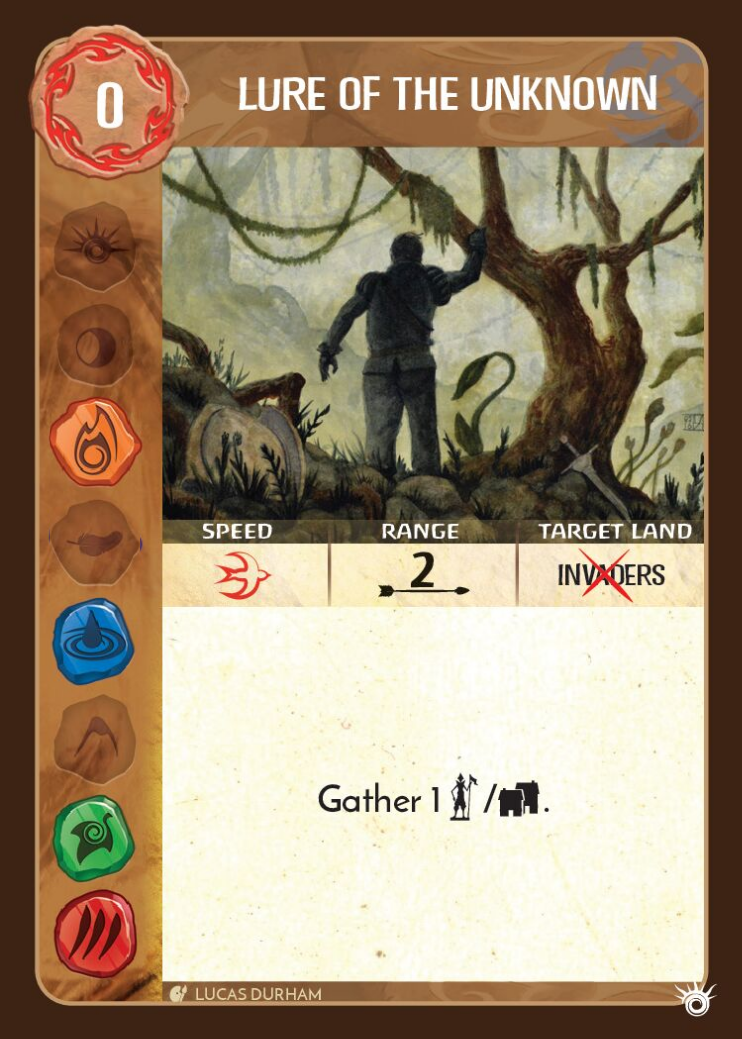 0
LURE OF THE UNKNOWN
SPEED RANGE TARGET LAND
2 INVADERS
Gather 1 / .
LUCAS DURHAM